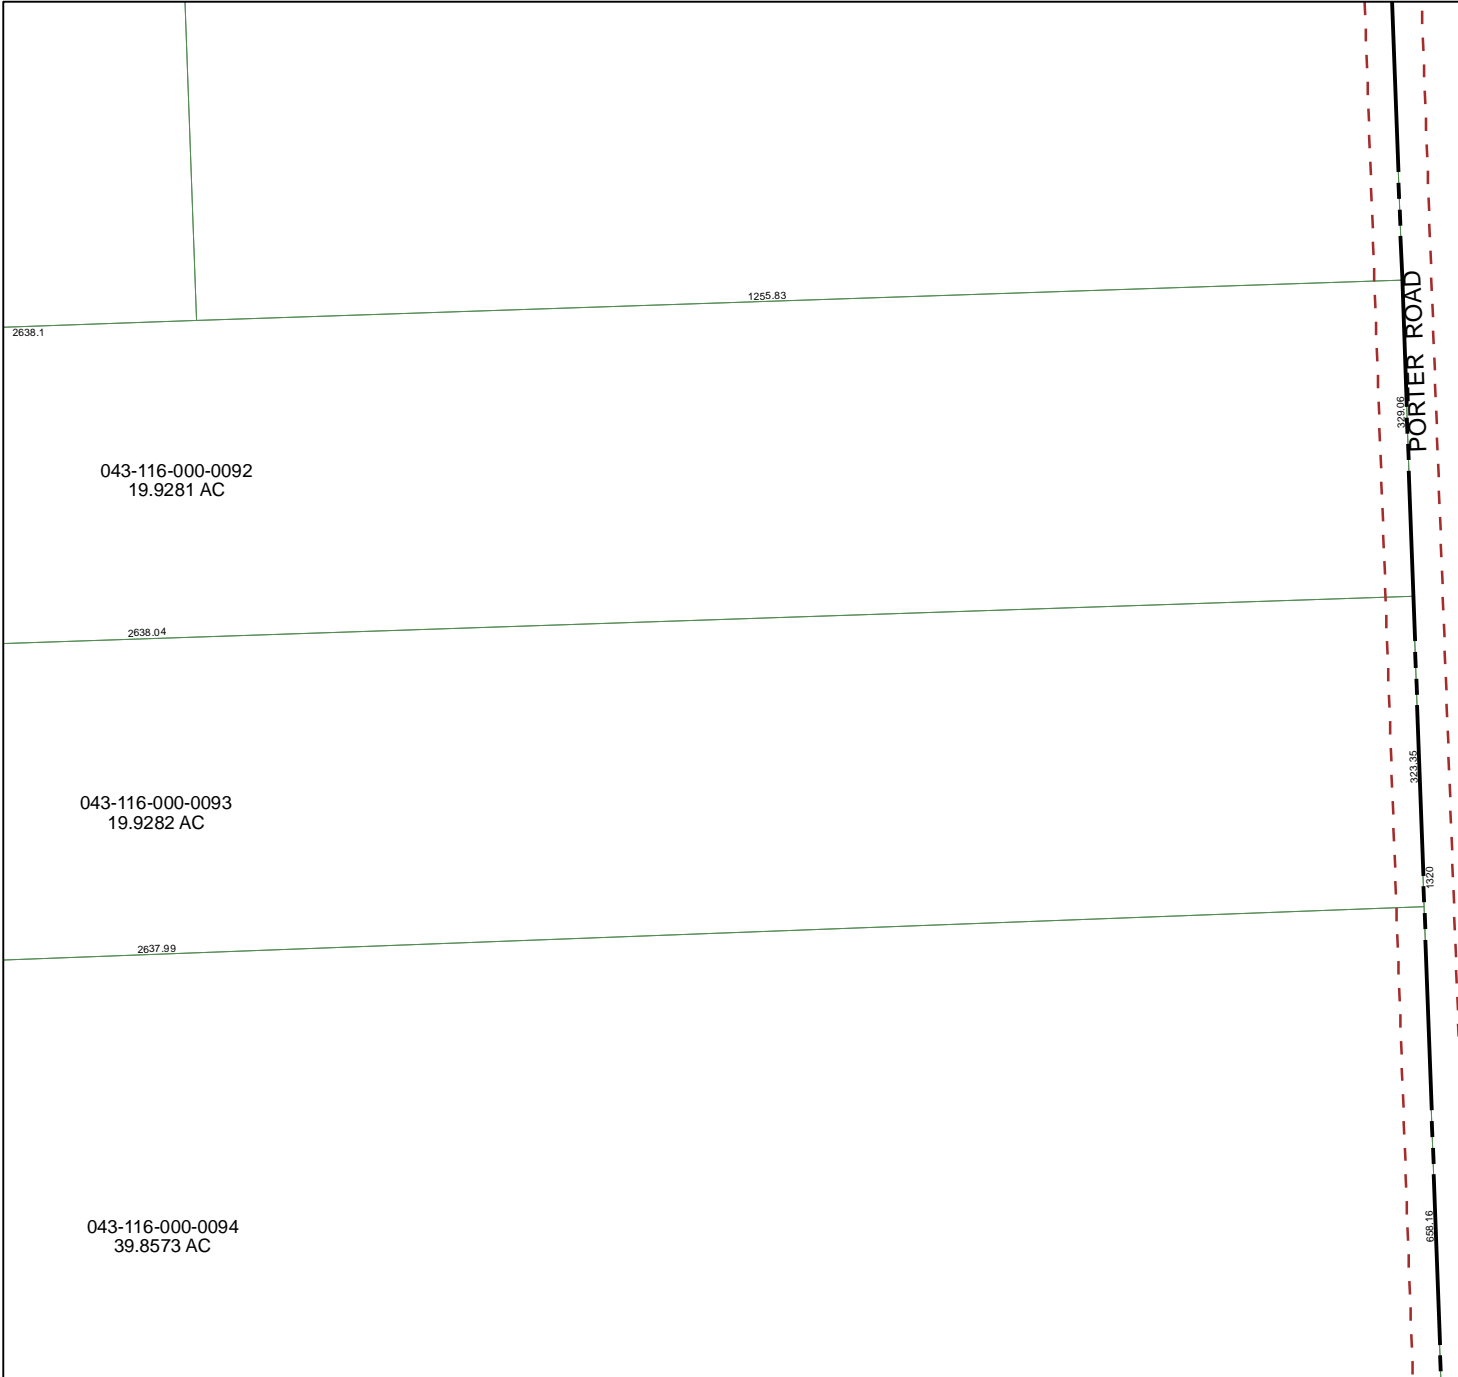 1255.83
2638.1
PORTER ROAD
329.06
043-116-000-0092
19.9281 AC
2638.04
323.35
043-116-000-0093
19.9282 AC
1320
2637.99
658.16
043-116-000-0094
39.8573 AC